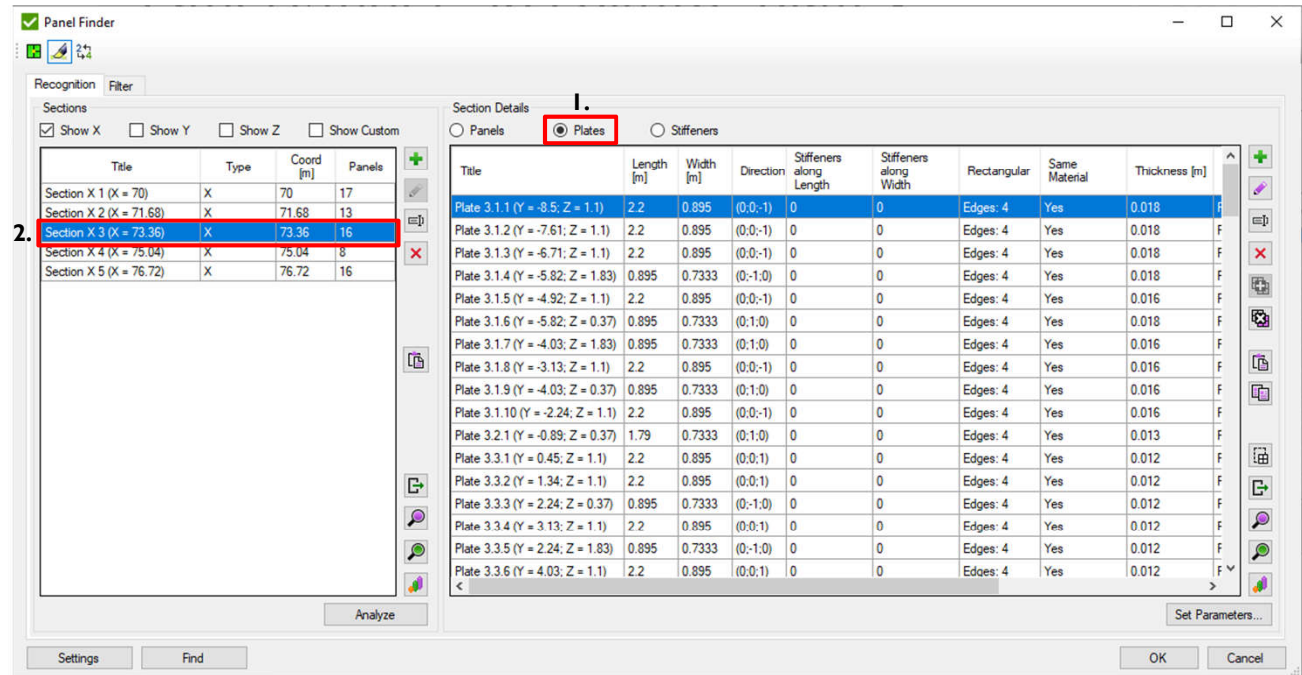 Panel Finder
Recognition Filter
Sections
Show X Show Y Show Z Show Custom
Title Type Coord [m] Panels
Section X 1 (X = 70) X 70 17
Section X 2 (X = 71.68) X 71.68 13
2. Section X 3 (X = 73.36) X 73.36 16
Section X 4 (X = 75.04) X 75.04 8
Section X 5 (X = 76.72) X 76.72 16
Analyze
Section Details
1.
Panels Plates Stiffeners
Title Length [m] Width [m] Direction Stiffeners along Length Stiffeners along Width Rectangular Same Material Thickness [m]
Plate 3.1.1 (Y = -8.5; Z = 1.1) 2.2 0.895 (0;0;-1) 0 0 Edges: 4 Yes 0.018 F
Plate 3.1.2 (Y = -7.61; Z = 1.1) 2.2 0.895 (0;0;-1) 0 0 Edges: 4 Yes 0.018 F
Plate 3.1.3 (Y = -6.71; Z = 1.1) 2.2 0.895 (0;0;-1) 0 0 Edges: 4 Yes 0.018 F
Plate 3.1.4 (Y = -5.82; Z = 1.83) 0.895 0.7333 (0;-1;0) 0 0 Edges: 4 Yes 0.018 F
Plate 3.1.5 (Y = -4.92; Z = 1.1) 2.2 0.895 (0;0;-1) 0 0 Edges: 4 Yes 0.016 F
Plate 3.1.6 (Y = -5.82; Z = 0.37) 0.895 0.7333 (0;1;0) 0 0 Edges: 4 Yes 0.018 F
Plate 3.1.7 (Y = -4.03; Z = 1.83) 0.895 0.7333 (0;1;0) 0 0 Edges: 4 Yes 0.016 F
Plate 3.1.8 (Y = -3.13; Z = 1.1) 2.2 0.895 (0;0;-1) 0 0 Edges: 4 Yes 0.016 F
Plate 3.1.9 (Y = -4.03; Z = 0.37) 0.895 0.7333 (0;1;0) 0 0 Edges: 4 Yes 0.016 F
Plate 3.1.10 (Y = -2.24; Z = 1.1) 2.2 0.895 (0;0;-1) 0 0 Edges: 4 Yes 0.016 F
Plate 3.2.1 (Y = -0.89; Z = 0.37) 1.79 0.7333 (0;1;0) 0 0 Edges: 4 Yes 0.013 F
Plate 3.3.1 (Y = 0.45; Z = 1.1) 2.2 0.895 (0;0;1) 0 0 Edges: 4 Yes 0.012 F
Plate 3.3.2 (Y = 1.34; Z = 1.1) 2.2 0.895 (0;0;1) 0 0 Edges: 4 Yes 0.012 F
Plate 3.3.3 (Y = 2.24; Z = 0.37) 0.895 0.7333 (0;-1;0) 0 0 Edges: 4 Yes 0.012 F
Plate 3.3.4 (Y = 3.13; Z = 1.1) 2.2 0.895 (0;0;1) 0 0 Edges: 4 Yes 0.012 F
Plate 3.3.5 (Y = 2.24; Z = 1.83) 0.895 0.7333 (0;-1;0) 0 0 Edges: 4 Yes 0.012 F
Plate 3.3.6 (Y = 4.03; Z = 1.1) 2.2 0.895 (0;0;1) 0 0 Edges: 4 Yes 0.012 F
Set Parameters...
Settings Find OK Cancel